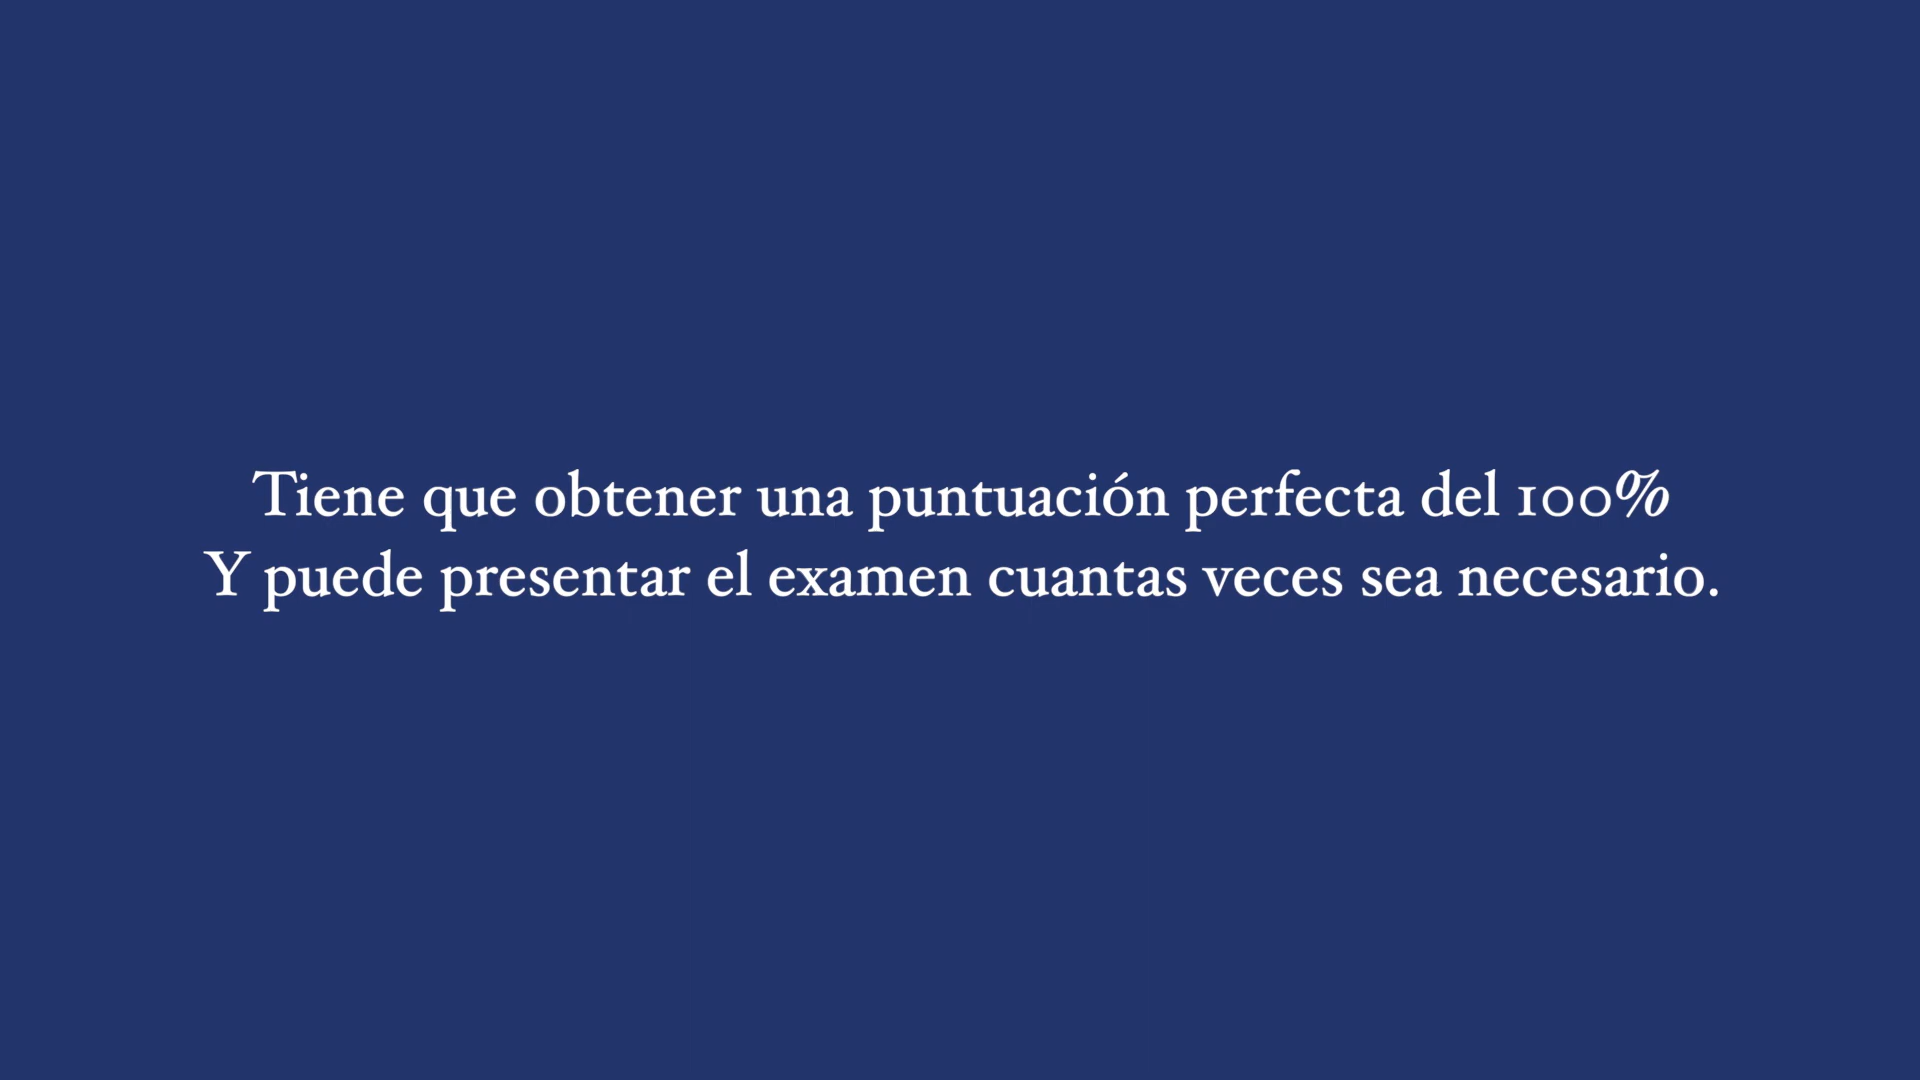 Tiene que obtener una puntuación perfecta del 100%
Y puede presentar el examen cuantas veces sea necesario.